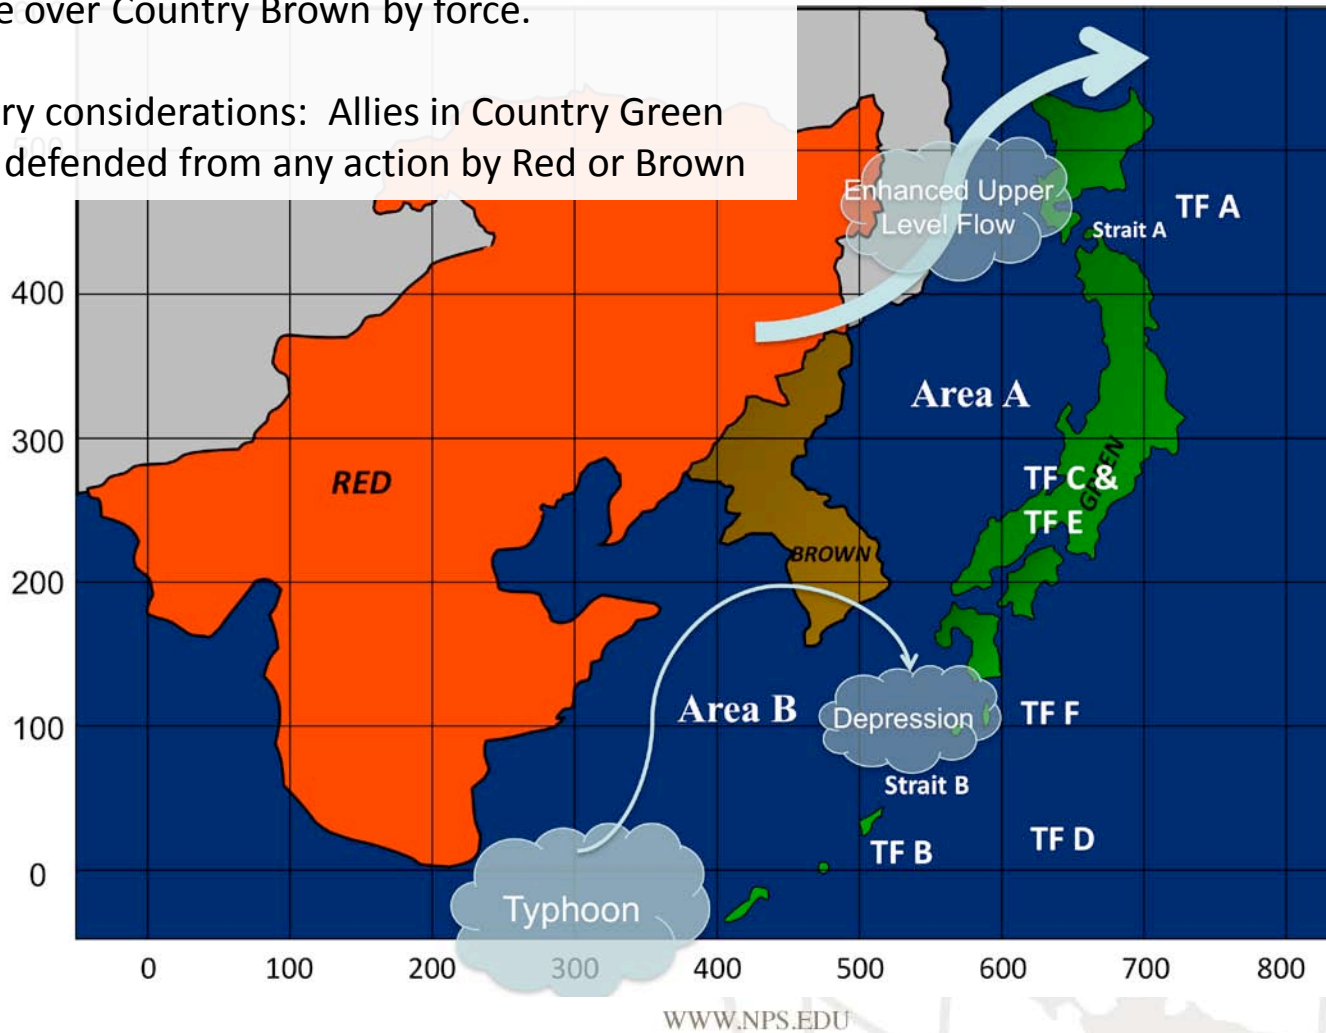 e over Country Brown by force.
ry considerations: Allies in Country Green
defended from any action by Red or Brown
500
Enhanced Upper
Level Flow
TF A
Strait A
400
Area A
300
RED
TF C &
GREEN
TF E
BROWN
200
Area B
Depression
TF F
100
Strait B
TF B
TF D
0
Typhoon
0 100 200 300 400 500 600 700 800
WWW.NPS.EDU